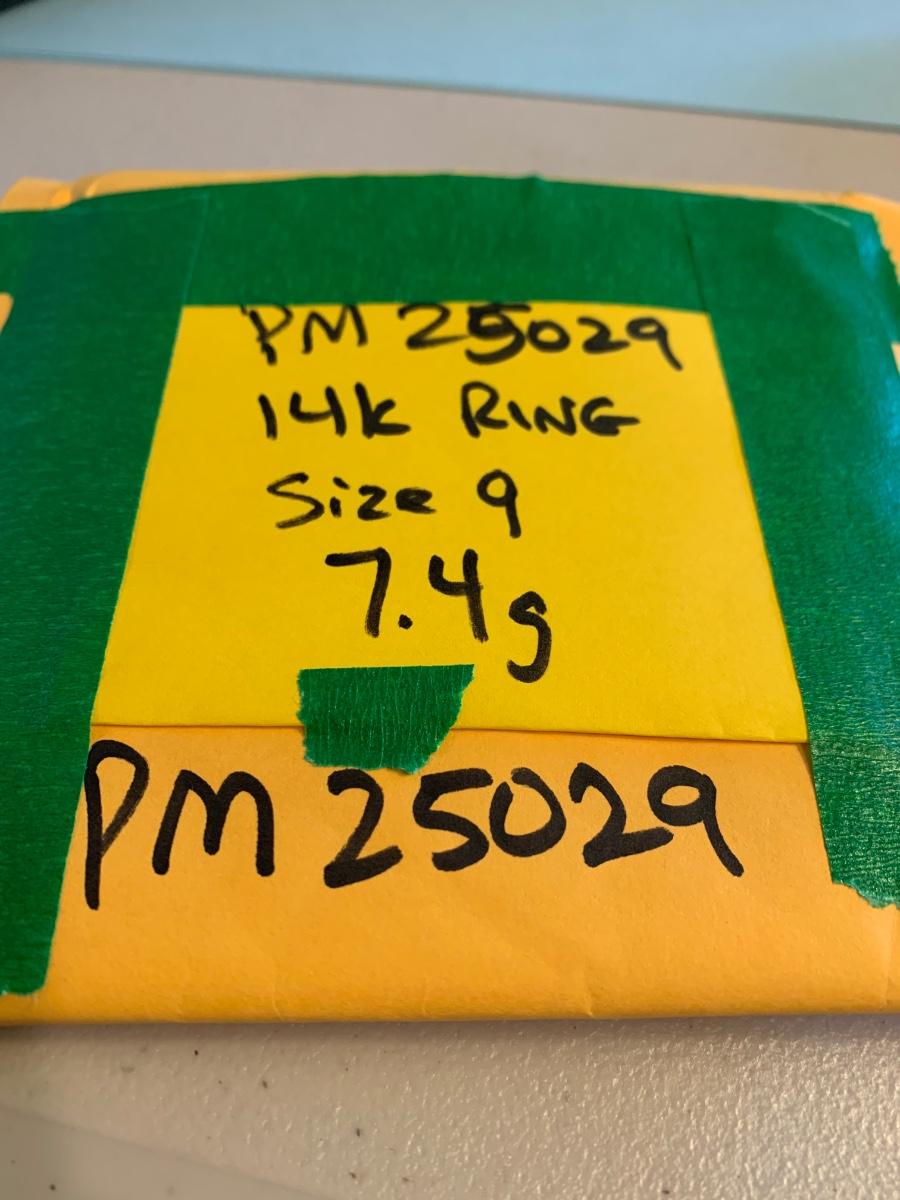 PM 25029
14k RING
Size 9
7.4g
PM 25029